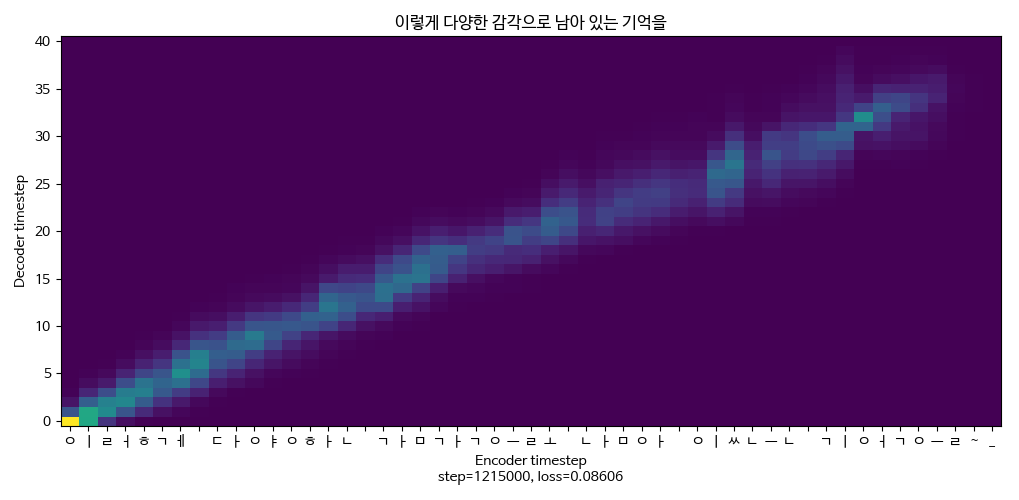 이렇게 다양한 감각으로 남아 있는 기억을
40
35
30
25
20
15
10
5
0
Decoder timestep
ㅇ ㅣ ㄹ ㅓ ㅎ ㄱ ㅔ ㄷ ㅏ ㅇ ㅑ ㅇ ㅎ ㅏ ㄴ ㄱ ㅏ ㅁ ㄱ ㅏ ㄱ ㅇ ㅡ ㄹ ㅗ ㄴ ㅏ ㅁ ㅇ ㅏ ㅇ ㅣ ㅆ ㄴ ㅡ ㄴ ㄱ ㅣ ㅇ ㅓ ㄱ ㅇ ㅡ ㄹ ~ _
Encoder timestep
step=1215000, loss=0.08606